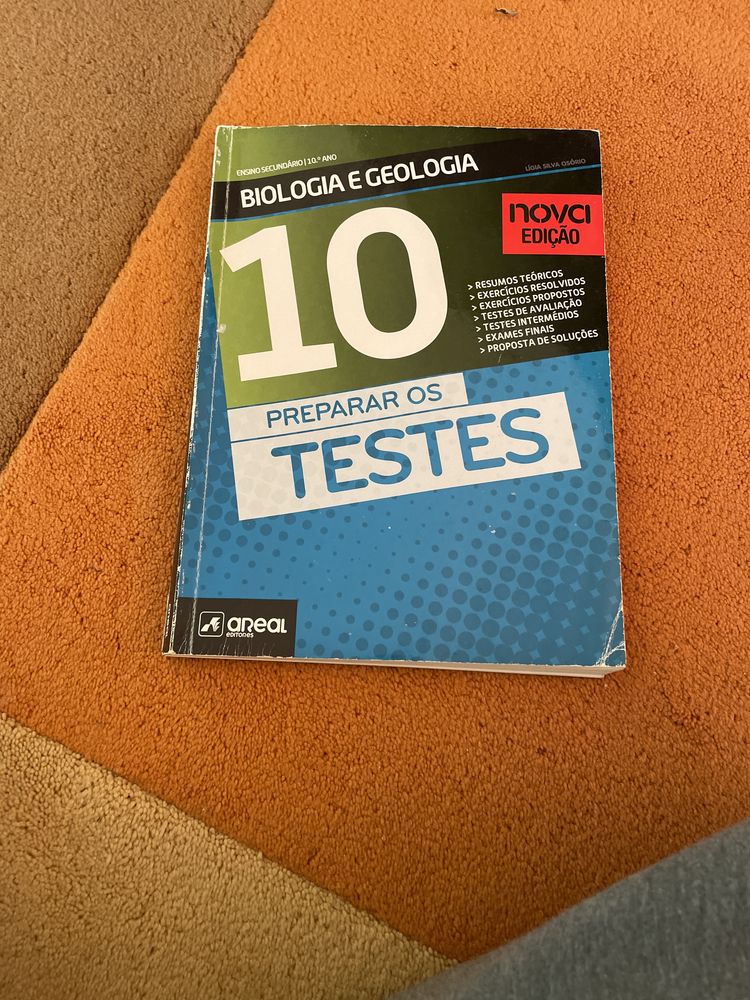 ENSINO SECUNDÁRIO | 10.º ANO
BIOLOGIA E GEOLOGIA
LÍGIA SILVA OSÓRIO
10
nova
EDIÇÃO
> RESUMOS TEÓRICOS
> EXERCÍCIOS RESOLVIDOS
> EXERCÍCIOS PROPOSTOS
> TESTES DE AVALIAÇÃO
> TESTES INTERMÉDIOS
> EXAMES FINAIS
> PROPOSTA DE SOLUÇÕES
PREPARAR OS
TESTES
areal
EDITORES